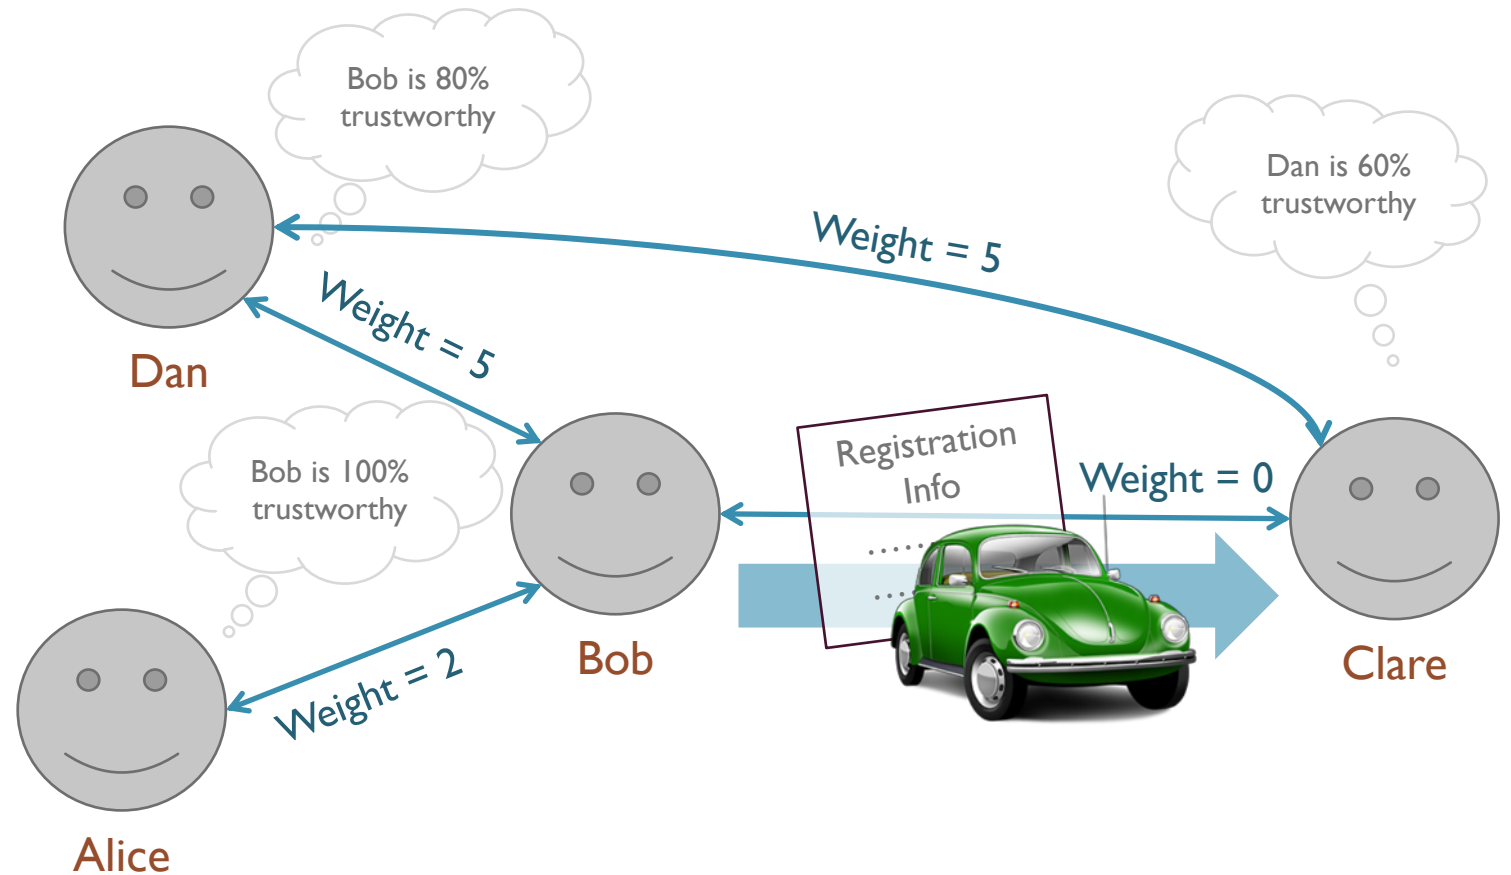 Bob is 80%
trustworthy
Dan is 60%
trustworthy
Weight = 5
Weight = 5
Dan
Bob is 100%
trustworthy
Registration
Info
Weight = 0
......
....
Bob
Clare
Weight = 2
Alice